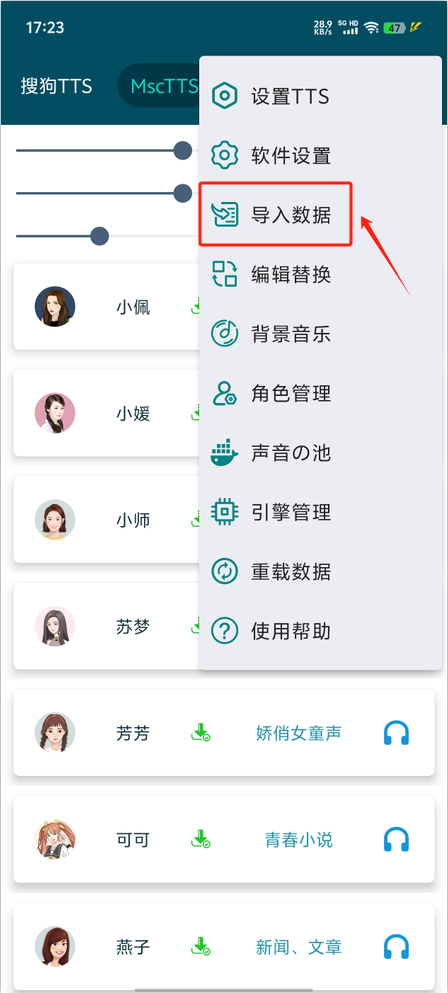 17:23
28.9 KB/s 5G HD 47
搜狗TTS MscTTS
设置TTS
软件设置
导入数据
编辑替换
背景音乐
角色管理
声音の池
引擎管理
重载数据
使用帮助
小佩
小媛
小师
苏梦
芳芳 娇俏女童声
可可 青春小说
燕子 新闻、文章